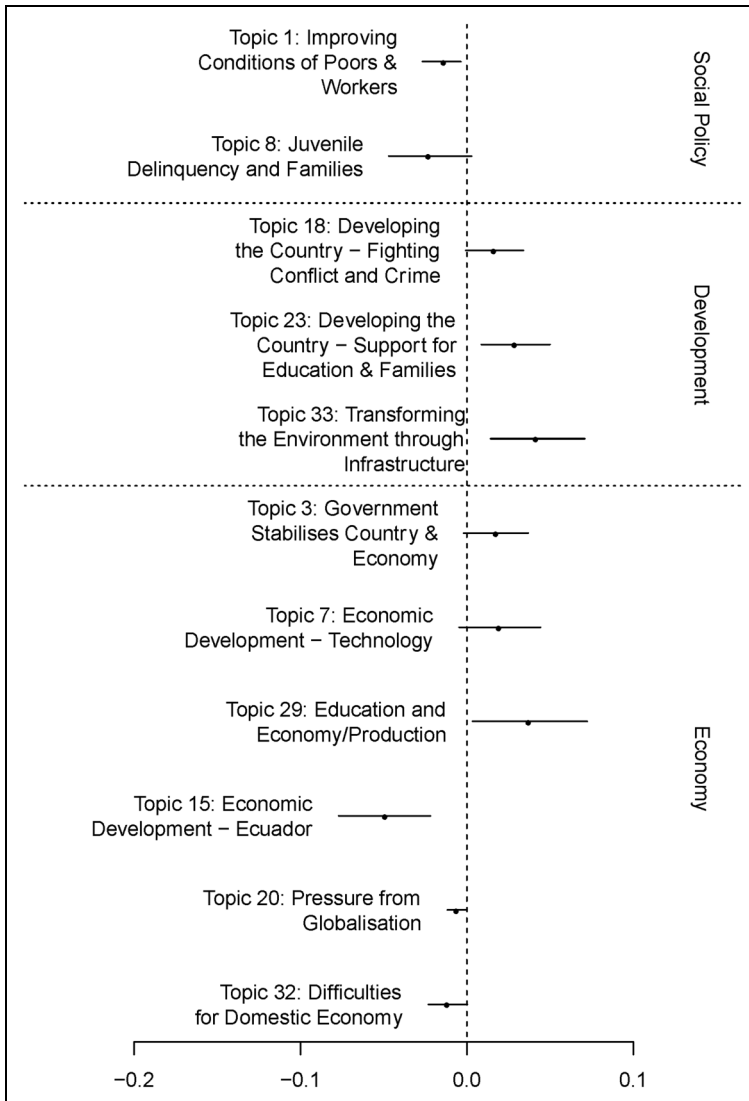 Topic 1: Improving
Conditions of Poors &
Workers
Social Policy
Topic 8: Juvenile
Delinquency and Families
Topic 18: Developing
the Country − Fighting
Conflict and Crime
Development
Topic 23: Developing the
Country − Support for
Education & Families
Topic 33: Transforming
the Environment through
Infrastructure
Topic 3: Government
Stabilises Country &
Economy
Topic 7: Economic
Development − Technology
Topic 29: Education and
Economy/Production
Economy
Topic 15: Economic
Development − Ecuador
Topic 20: Pressure from
Globalisation
Topic 32: Difficulties
for Domestic Economy
−0.2 −0.1 0.0 0.1